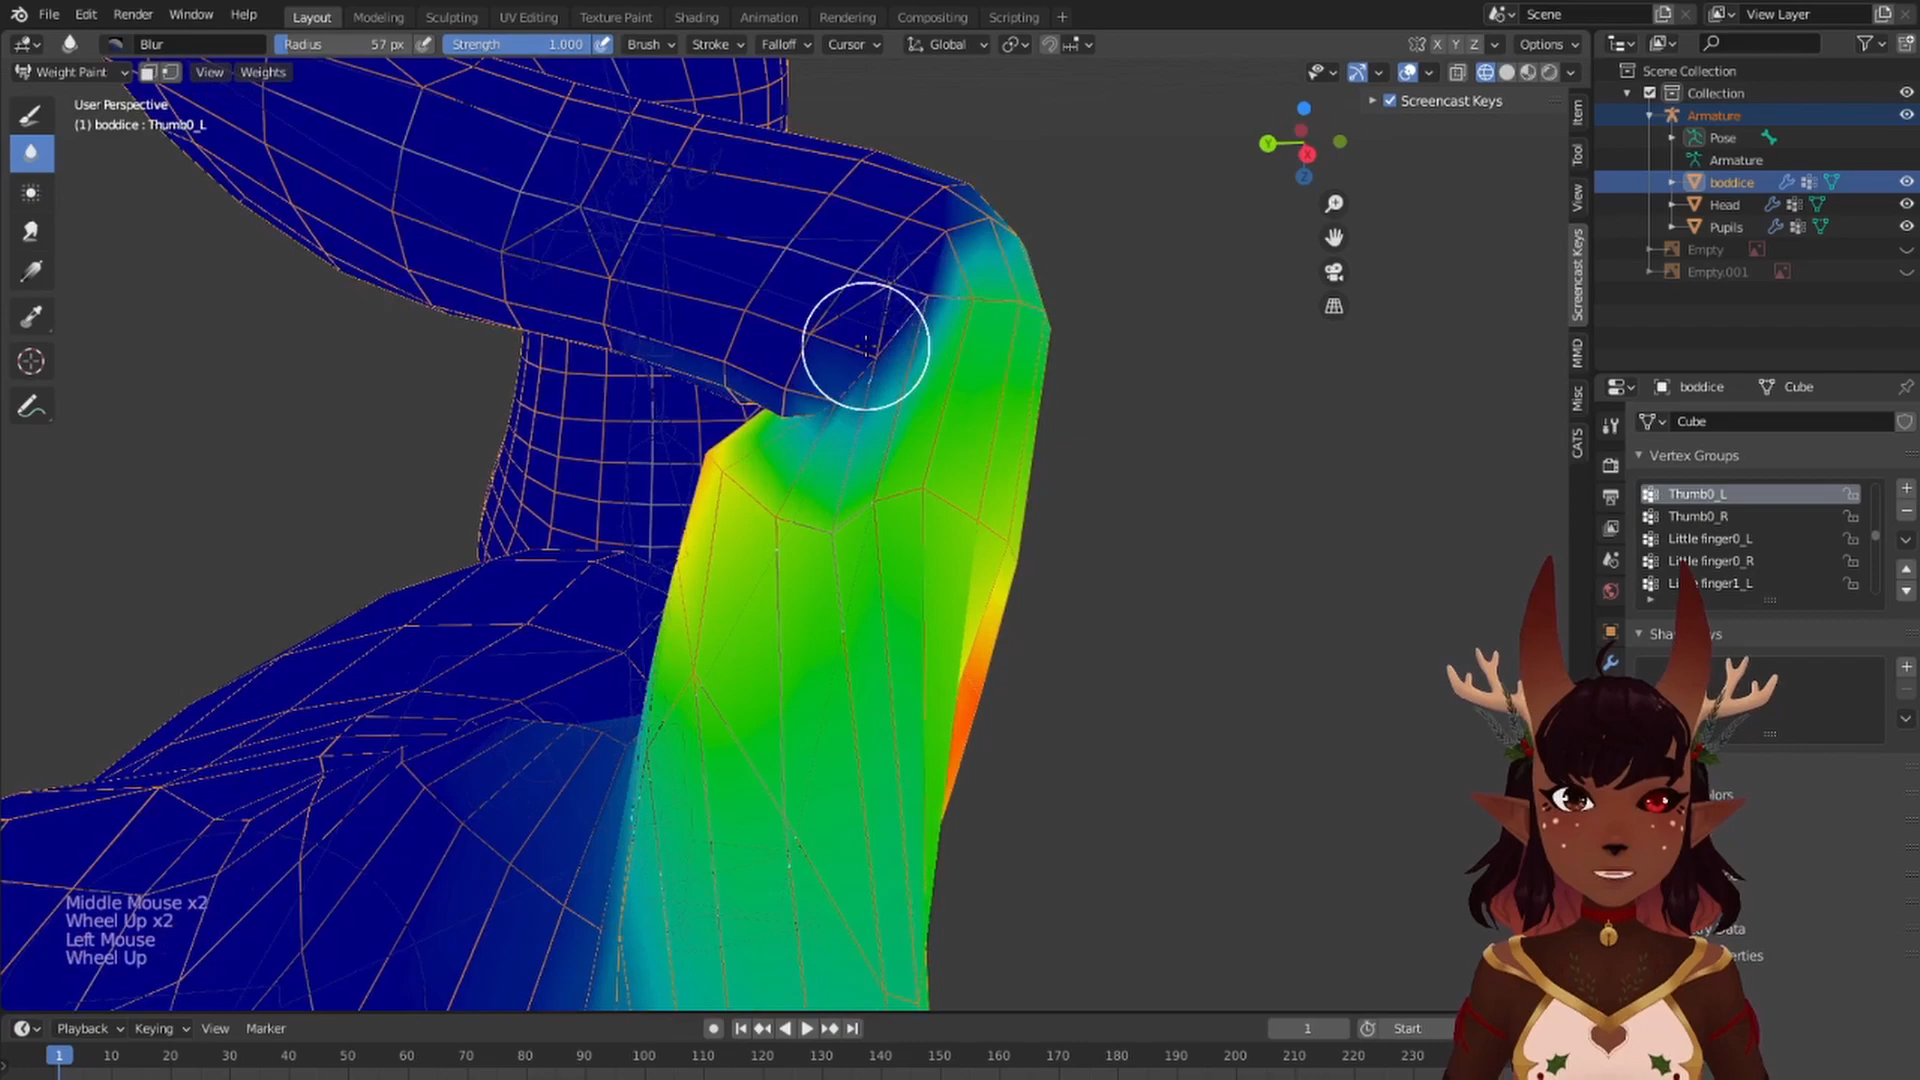 File Edit Render Window Help
Layout Modeling Sculpting UV Editing Texture Paint Shading Animation Rendering Compositing Scripting +
Scene
View Layer
Blur
Radius 57 px
Strength 1.000
Brush Stroke Falloff Cursor
Global
X Y Z
Options
Weight Paint
View Weights
User Perspective
(1) boddice : Thumb0_L
Screencast Keys
Y
X
Z
Item
Tool
View
Screencast Keys
MMD
Misc
CATS
Scene Collection
Collection
Armature
Pose
Armature
boddice
Head
Pupils
Empty
Empty.001
boddice Cube
Cube
Vertex Groups
Thumb0_L
Thumb0_R
Little finger0_L
Little finger0_R
Little finger1_L
Middle Mouse x2
Wheel Up x2
Left Mouse
Wheel Up
Playback Keying View Marker
1 Start
1 10 20 30 40 50 60 70 80 90 100 110 120 130 140 150 160 170 180 190 200 210 220 230